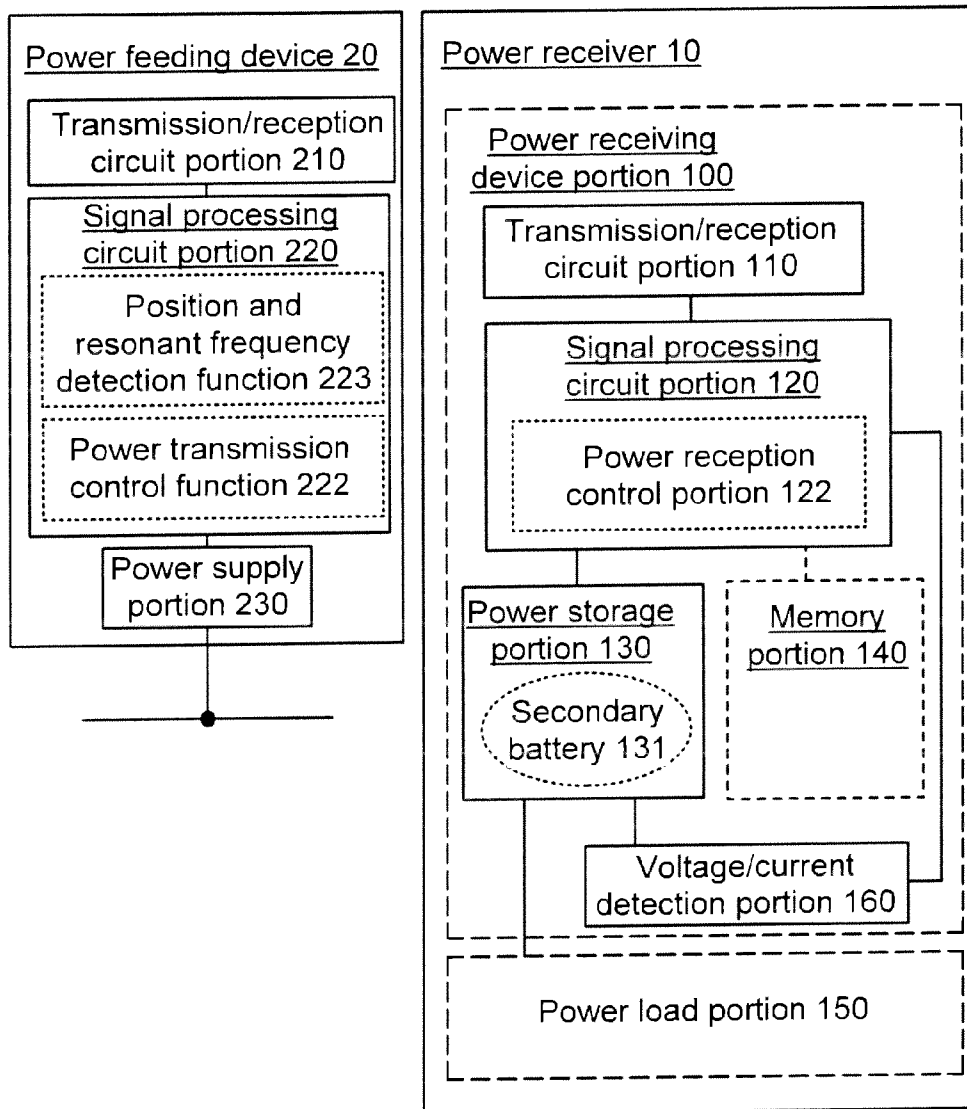 Power feeding device 20
Transmission/reception
circuit portion 210
Signal processing
circuit portion 220
Position and
resonant frequency
detection function 223
Power transmission
control function 222
Power supply
portion 230
Power receiver 10
Power receiving
device portion 100
Transmission/reception
circuit portion 110
Signal processing
circuit portion 120
Power reception
control portion 122
Power storage
portion 130
Secondary
battery 131
Memory
portion 140
Voltage/current
detection portion 160
Power load portion 150